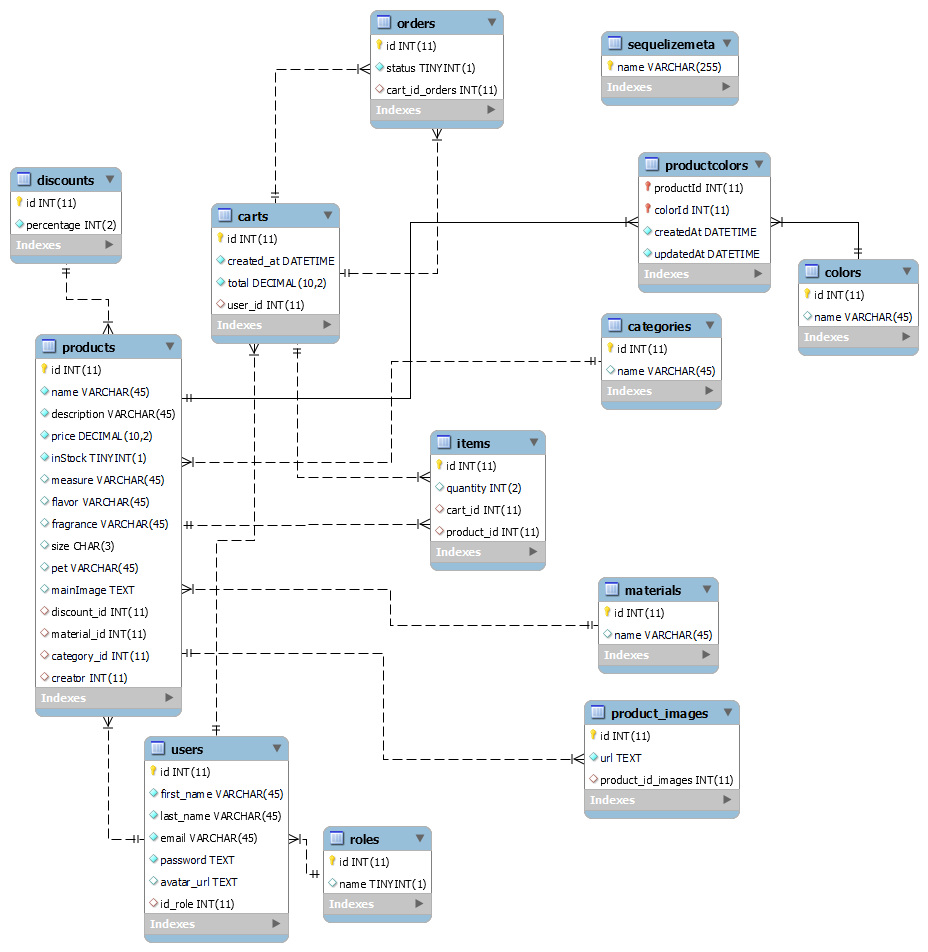 orders
id INT(11)
status TINYINT(1)
cart_id_orders INT(11)
Indexes
sequelizemeta
name VARCHAR(255)
Indexes
discounts
id INT(11)
percentage INT(2)
Indexes
carts
id INT(11)
created_at DATETIME
total DECIMAL(10,2)
user_id INT(11)
Indexes
productcolors
productId INT(11)
colorId INT(11)
createdAt DATETIME
updatedAt DATETIME
Indexes
colors
id INT(11)
name VARCHAR(45)
Indexes
categories
id INT(11)
name VARCHAR(45)
Indexes
products
id INT(11)
name VARCHAR(45)
description VARCHAR(45)
price DECIMAL(10,2)
inStock TINYINT(1)
measure VARCHAR(45)
flavor VARCHAR(45)
fragrance VARCHAR(45)
size CHAR(3)
pet VARCHAR(45)
mainImage TEXT
discount_id INT(11)
material_id INT(11)
category_id INT(11)
creator INT(11)
Indexes
items
id INT(11)
quantity INT(2)
cart_id INT(11)
product_id INT(11)
Indexes
materials
id INT(11)
name VARCHAR(45)
Indexes
product_images
id INT(11)
url TEXT
product_id_images INT(11)
Indexes
users
id INT(11)
first_name VARCHAR(45)
last_name VARCHAR(45)
email VARCHAR(45)
password TEXT
avatar_url TEXT
id_role INT(11)
Indexes
roles
id INT(11)
name TINYINT(1)
Indexes